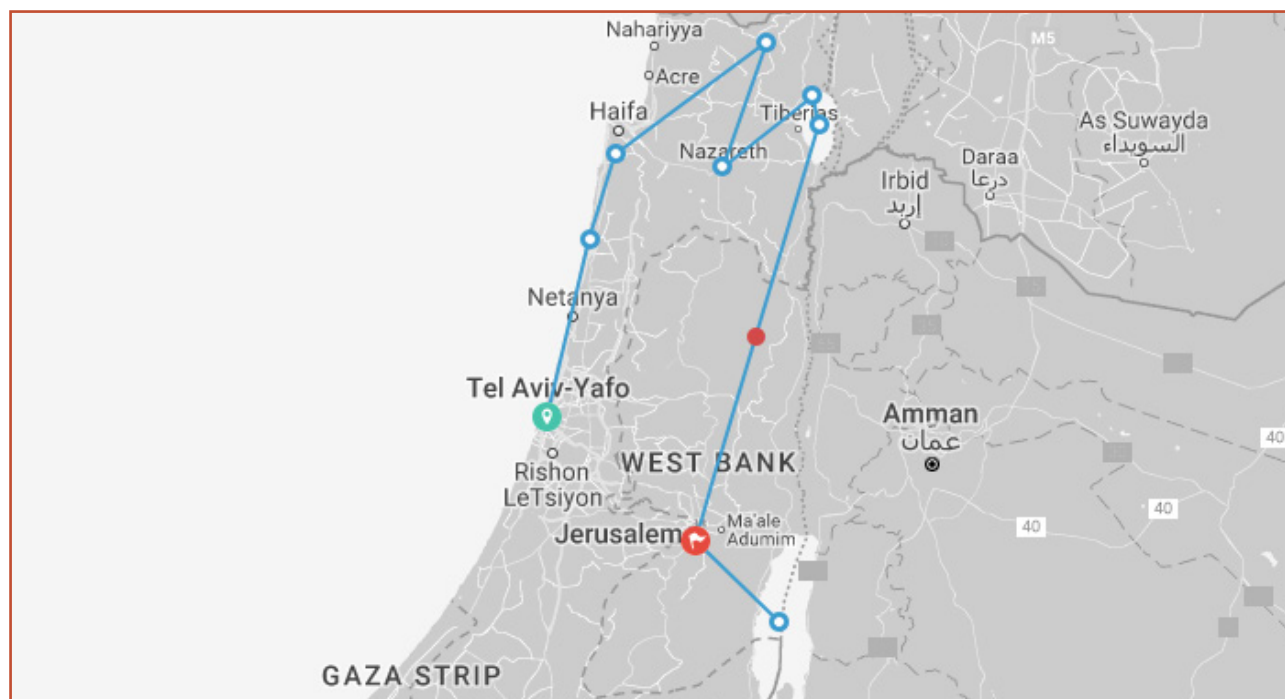 Nahariyya
M5
Acre
Haifa
Tiberias
As Suwayda
السويداء
Nazareth
Daraa
درعا
Irbid
إربد
Netanya
Tel Aviv-Yafo
Amman
عمان
40
WEST BANK
Rishon
LeTsiyon
40
40
Jerusalem
Ma'ale
Adumim
GAZA STRIP